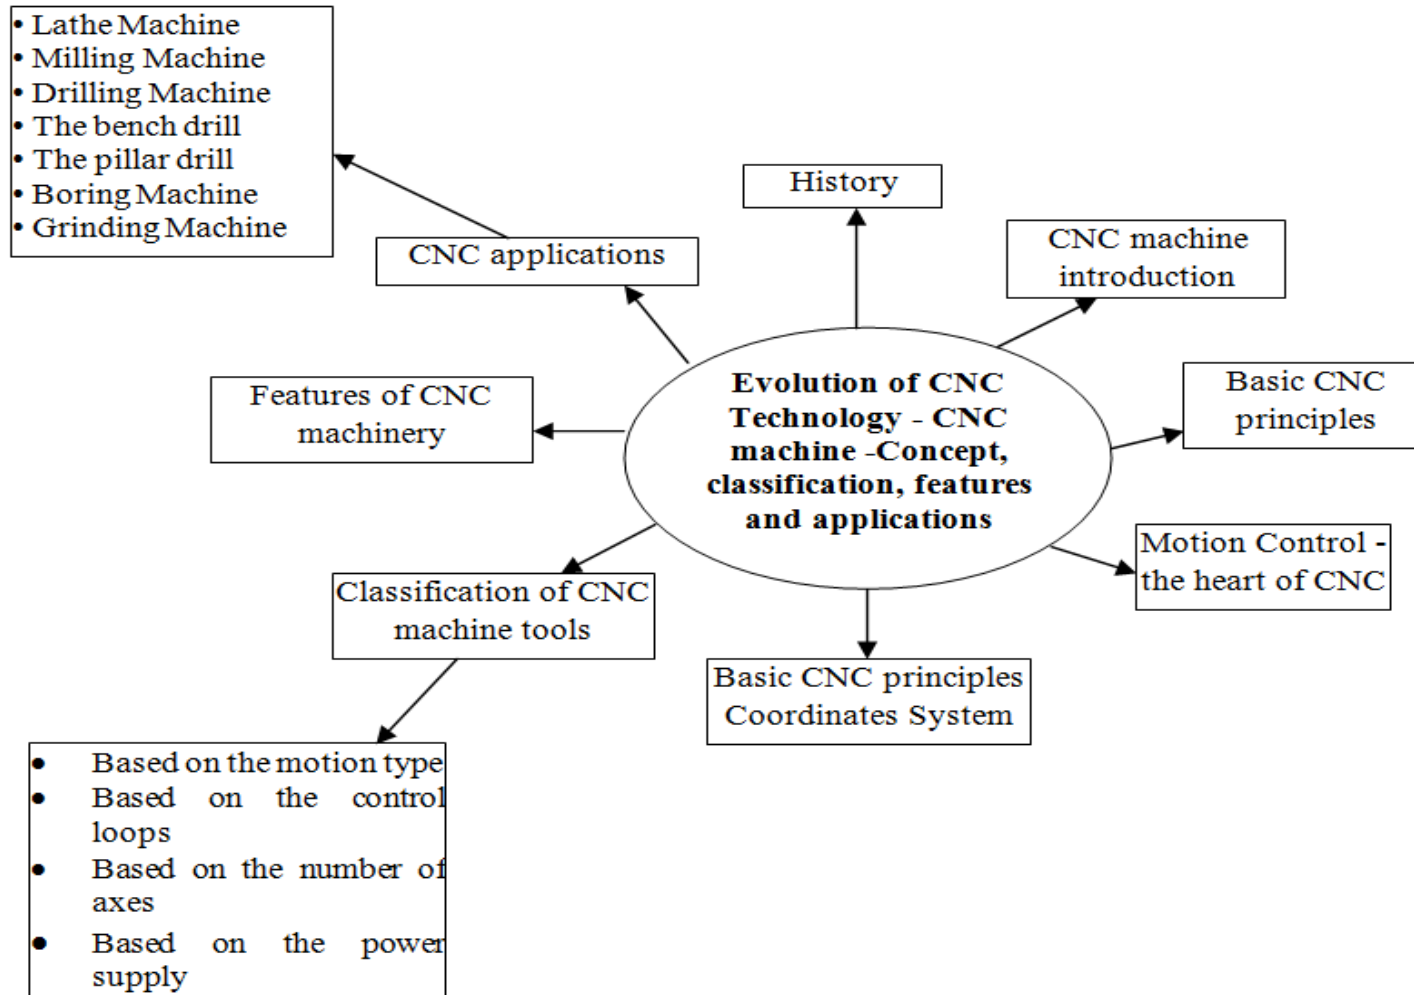 • Lathe Machine
• Milling Machine
• Drilling Machine
• The bench drill
• The pillar drill
• Boring Machine
• Grinding Machine
History
CNC machine
introduction
CNC applications
Basic CNC
principles
Features of CNC
machinery
Evolution of CNC
Technology - CNC
machine -Concept,
classification, features
and applications
Motion Control -
the heart of CNC
Classification of CNC
machine tools
Basic CNC principles
Coordinates System
● Based on the motion type
● Based on the control
loops
● Based on the number of
axes
● Based on the power
supply